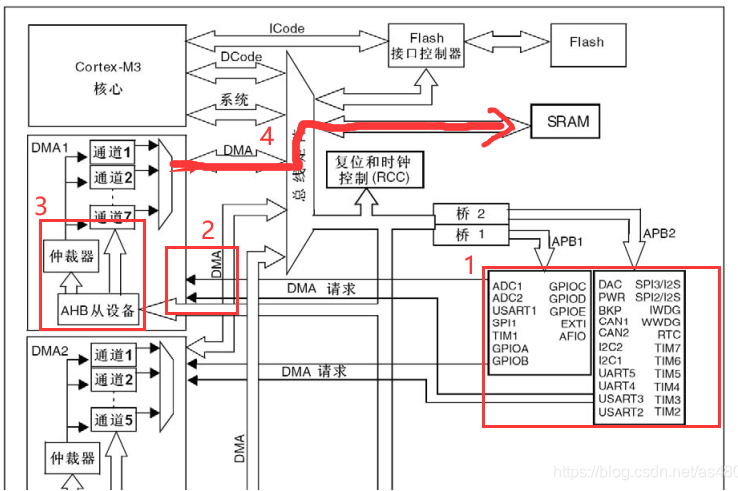 ICode
Cortex-M3
核心
DCode
系统
Flash
接口控制器
Flash
4
SRAM
DMA1
通道1
通道2
通道7
DMA
总线矩阵
复位和时钟
控制(RCC)
3
仲裁器
AHB从设备
2
DMA
桥 2
桥 1
APB1
APB2
1
DMA 请求
ADC1 GPIOC
ADC2 GPIOD
USART1 GPIOE
SPI1 EXTI
TIM1 AFIO
GPIOA
GPIOB
DAC SPI3/I2S
PWR SPI2/I2S
BKP IWDG
CAN1 WWDG
CAN2 RTC
I2C2 TIM7
I2C1 TIM6
UART5 TIM5
UART4 TIM4
USART3 TIM3
USART2 TIM2
DMA2
通道1
通道2
通道5
仲裁器
DMA 请求
DMA
https://blog.csdn.net/as480